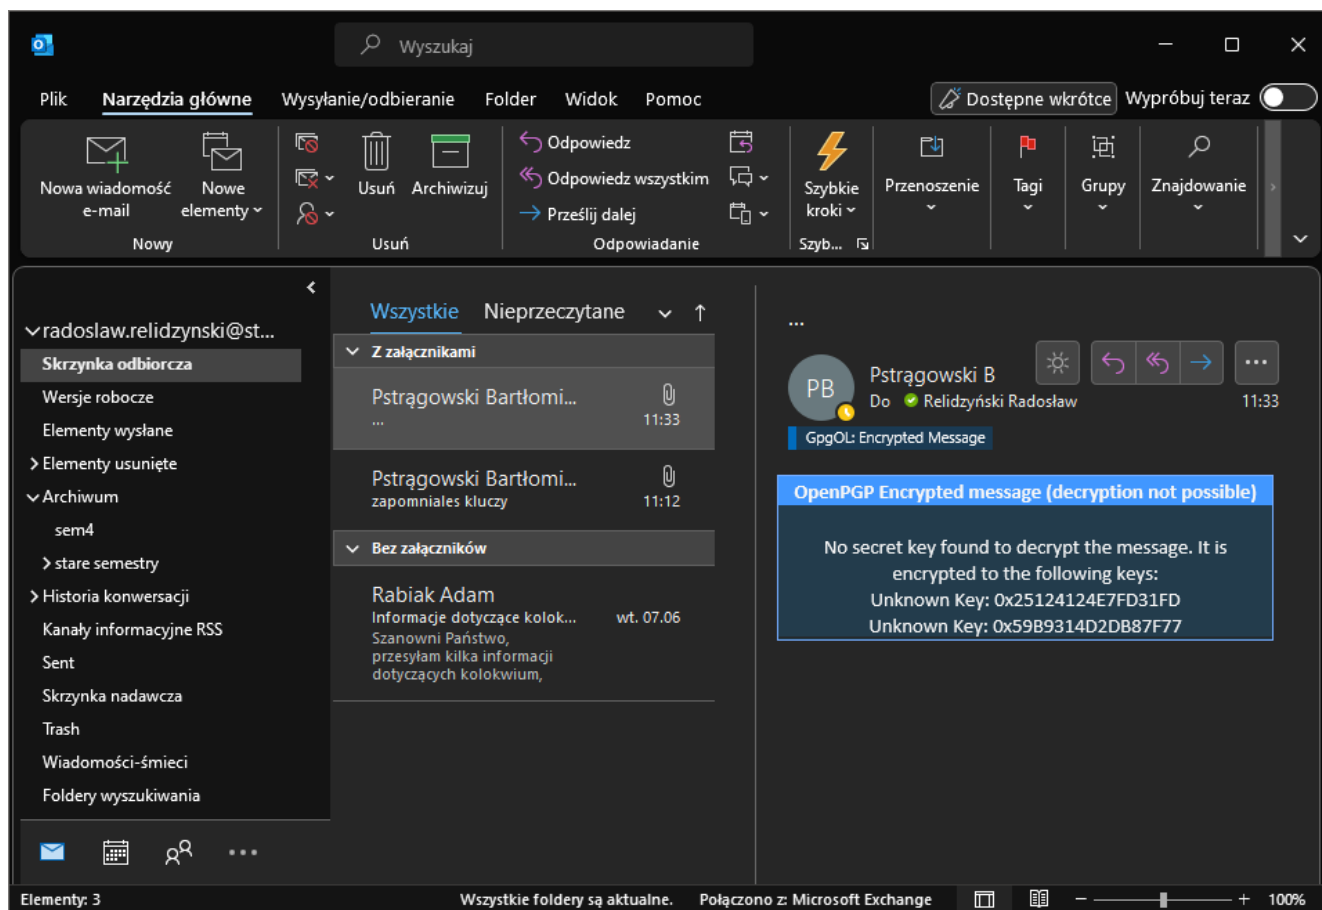 Wyszukaj
Plik Narzędzia główne Wysyłanie/odbieranie Folder Widok Pomoc Dostępne wkrótce Wypróbuj teraz
Nowa wiadomość e-mail
Nowe elementy
Nowy
Usuń Archiwizuj
Usuń
Odpowiedz
Odpowiedz wszystkim
Prześlij dalej
Odpowiadanie
Szybkie kroki
Szyb...
Przenoszenie
Tagi
Grupy
Znajdowanie
radoslaw.relidzynski@st...
Skrzynka odbiorcza
Wersje robocze
Elementy wysłane
Elementy usunięte
Archiwum
sem4
stare semestry
Historia konwersacji
Kanały informacyjne RSS
Sent
Skrzynka nadawcza
Trash
Wiadomości-śmieci
Foldery wyszukiwania
Wszystkie Nieprzeczytane
Z załącznikami
Pstrągowski Bartłomi...
... 11:33
Pstrągowski Bartłomi...
zapomniales kluczy 11:12
Bez załączników
Rabiak Adam
Informacje dotyczące kolok... wt. 07.06
Szanowni Państwo,
przesyłam kilka informacji
dotyczących kolokwium,
...
PB
Pstrągowski B
Do Relidzyński Radosław 11:33
GpgOL: Encrypted Message
OpenPGP Encrypted message (decryption not possible)
No secret key found to decrypt the message. It is
encrypted to the following keys:
Unknown Key: 0x25124124E7FD31FD
Unknown Key: 0x59B9314D2DB87F77
Elementy: 3 Wszystkie foldery są aktualne. Połączono z: Microsoft Exchange 100%